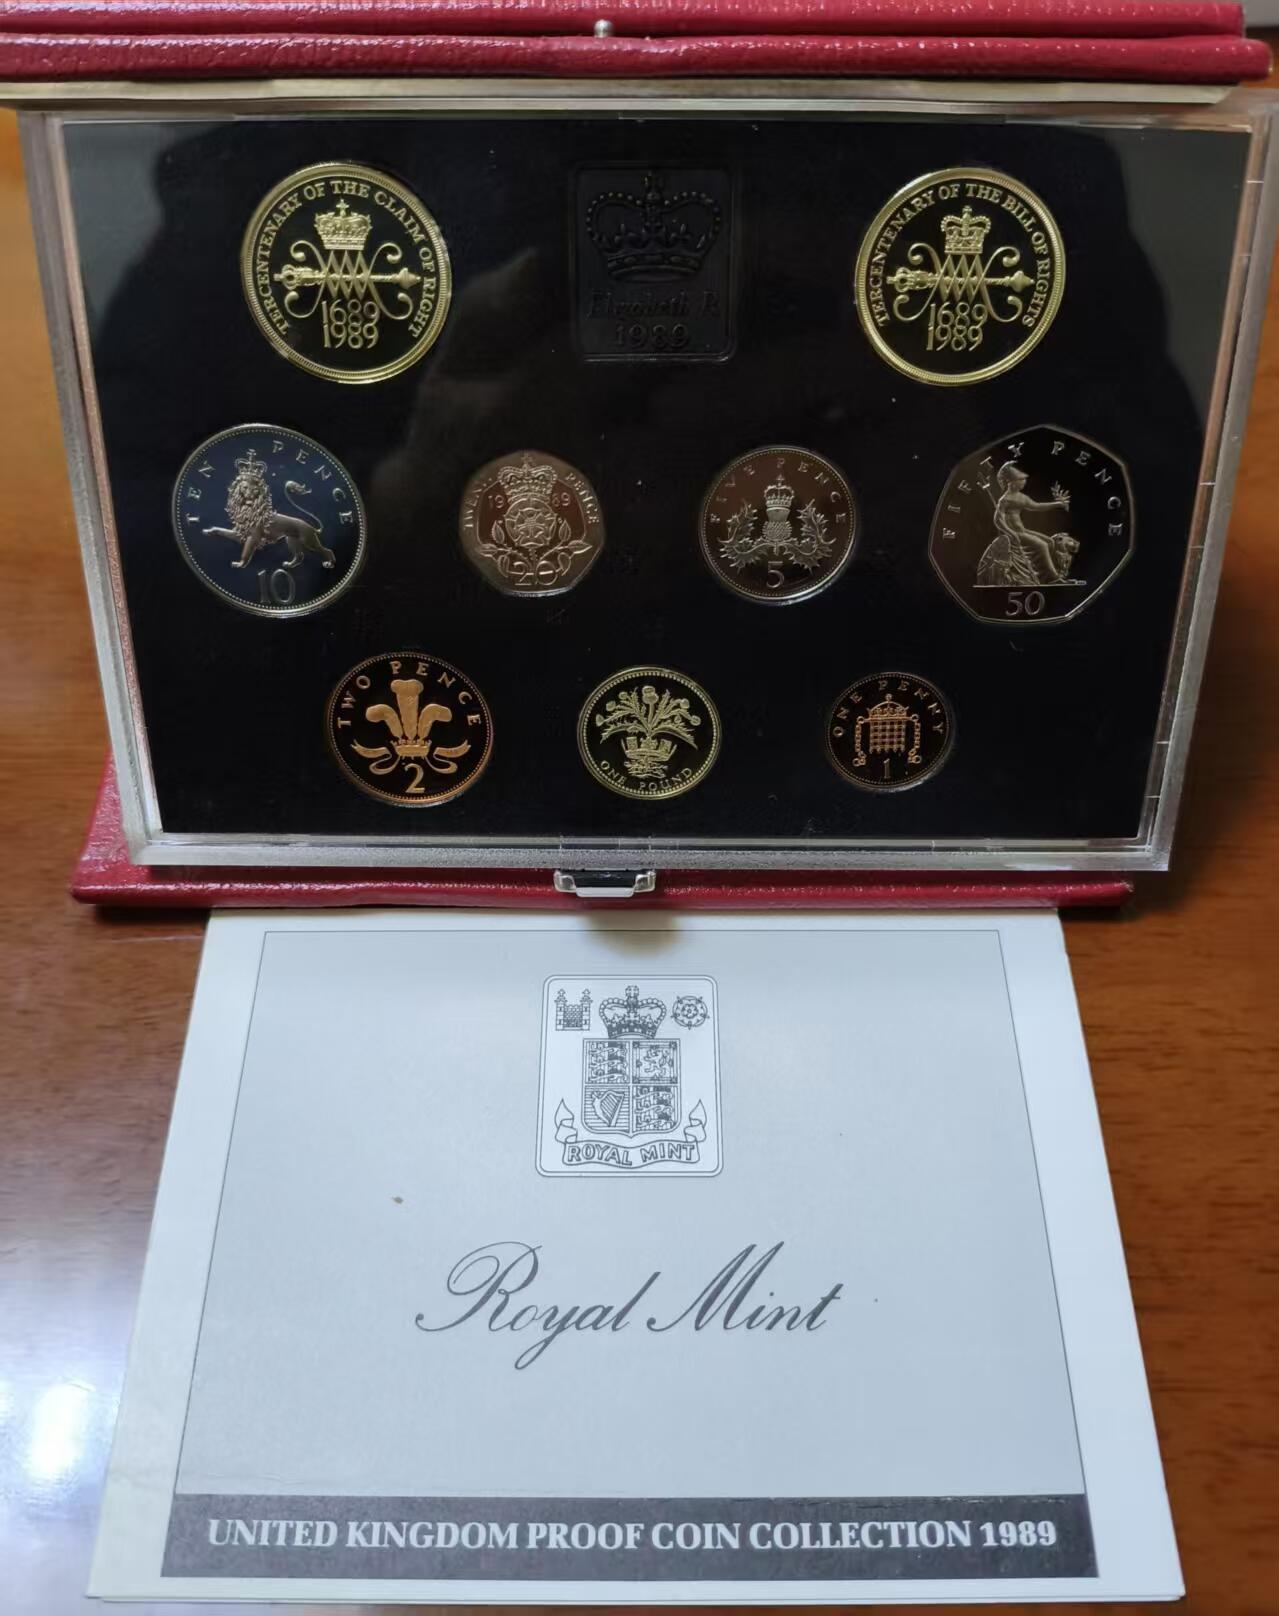 TERCENTENARY OF THE CLAIM OF RIGHT
1689
1989
Elizabeth R
1989
TERCENTENARY OF THE BILL OF RIGHTS
1689
1989
TEN PENCE
10
TWENTY PENCE
19 89
20
FIVE PENCE
5
FIFTY PENCE
50
TWO PENCE
2
ONE POUND
ONE PENNY
1
ROYAL MINT
Royal Mint
UNITED KINGDOM PROOF COIN COLLECTION 1989